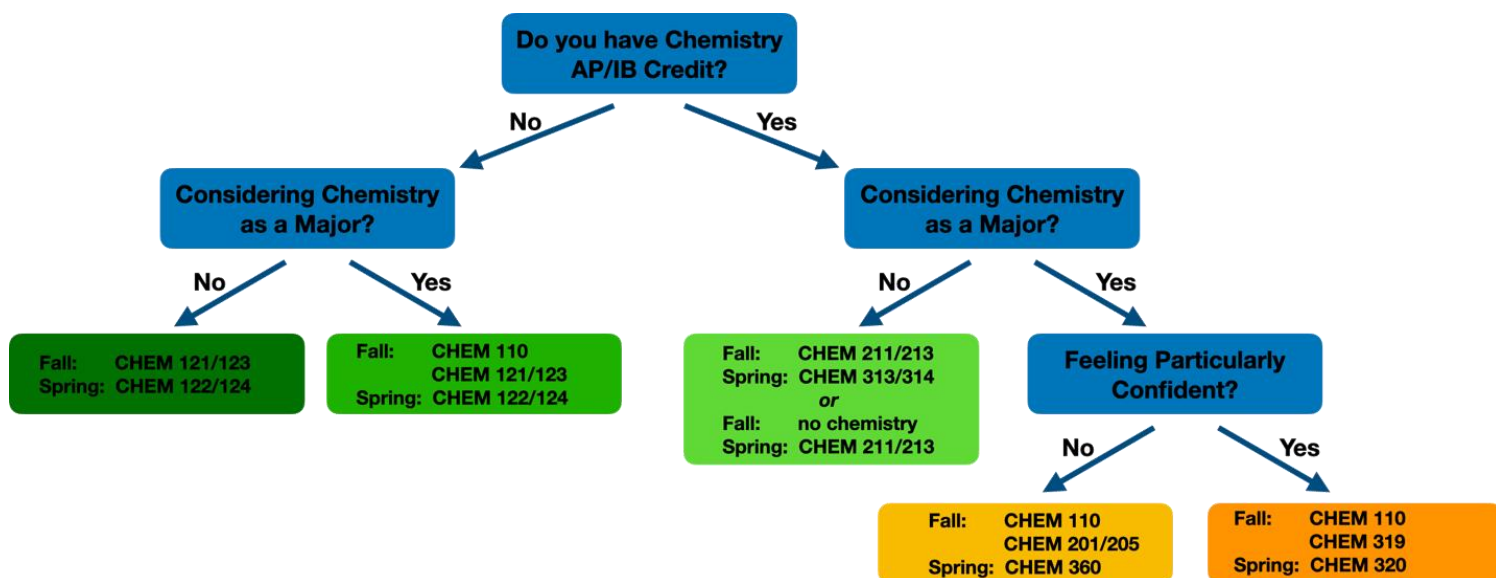 Do you have Chemistry
AP/IB Credit?
No
Yes
Considering Chemistry
as a Major?
Considering Chemistry
as a Major?
No
Yes
No
Yes
Fall: CHEM 121/123
Spring: CHEM 122/124
Fall: CHEM 110
CHEM 121/123
Spring: CHEM 122/124
Fall: CHEM 211/213
Spring: CHEM 313/314
or
Fall: no chemistry
Spring: CHEM 211/213
Feeling Particularly
Confident?
No
Yes
Fall: CHEM 110
CHEM 201/205
Spring: CHEM 360
Fall: CHEM 110
CHEM 319
Spring: CHEM 320